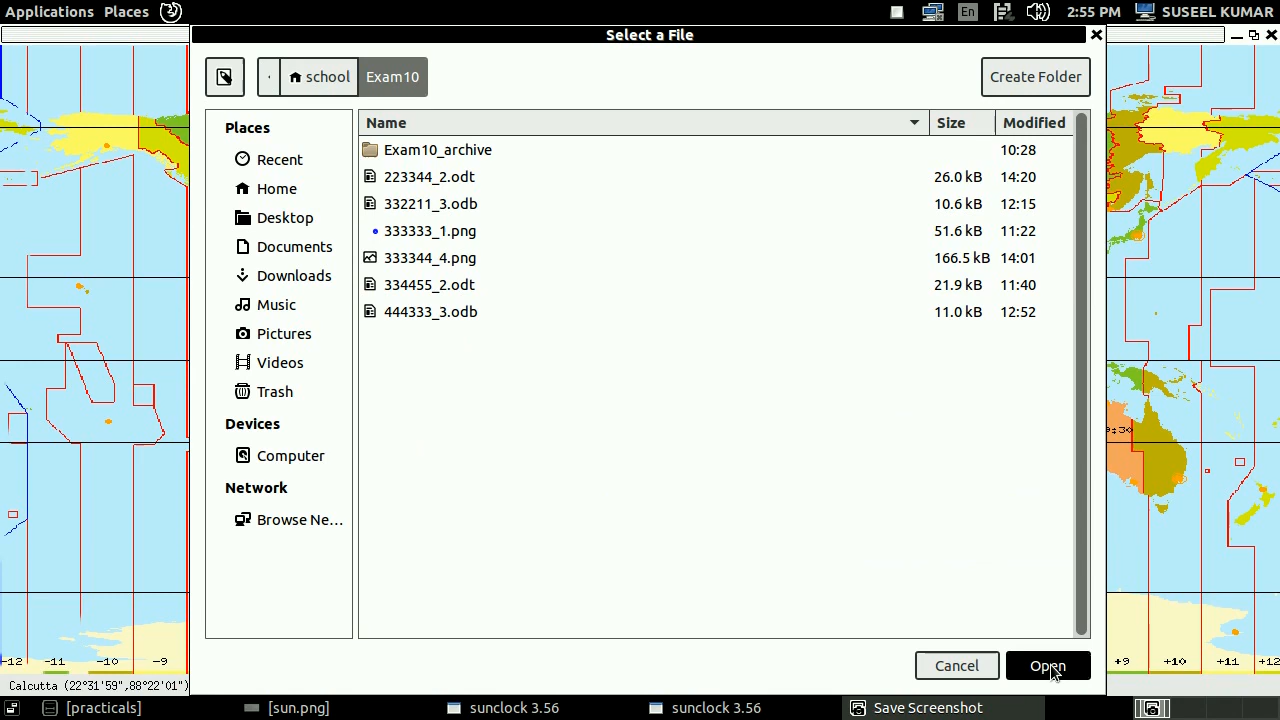 Applications Places En 2:55 PM SUSEEL KUMAR
Select a File
school Exam10 Create Folder
Places
Recent
Home
Desktop
Documents
Downloads
Music
Pictures
Videos
Trash
Devices
Computer
Network
Browse Ne...
Name Size Modified
Exam10_archive 10:28
223344_2.odt 26.0 kB 14:20
332211_3.odb 10.6 kB 12:15
333333_1.png 51.6 kB 11:22
333344_4.png 166.5 kB 14:01
334455_2.odt 21.9 kB 11:40
444333_3.odb 11.0 kB 12:52
Cancel Open
-12 -11 -10 -9 +9 +10 +11 +12
Calcutta (22°31'59",88°22'01")
[practicals] [sun.png] sunclock 3.56 sunclock 3.56 Save Screenshot